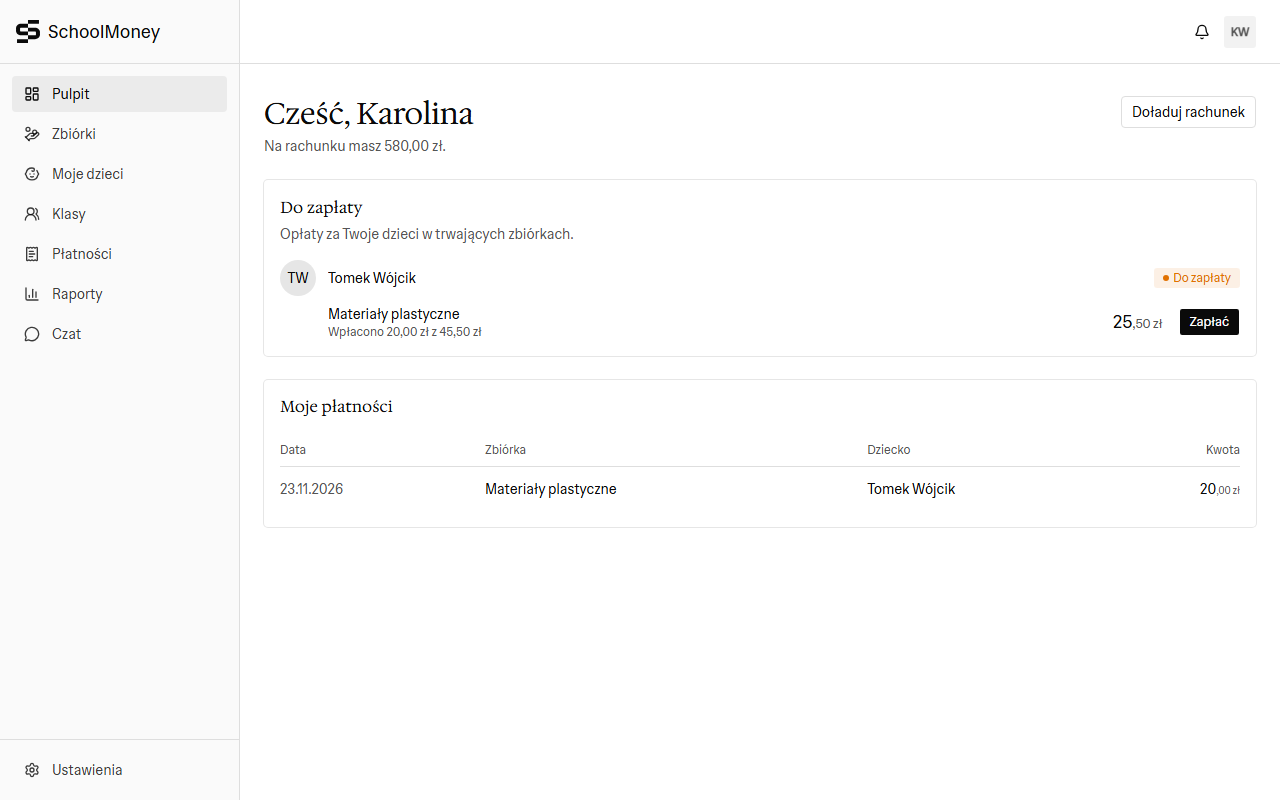 SchoolMoney
KW
Pulpit
Zbiórki
Moje dzieci
Klasy
Płatności
Raporty
Czat
Ustawienia
Cześć, Karolina
Doładuj rachunek
Na rachunku masz 580,00 zł.
Do zapłaty
Opłaty za Twoje dzieci w trwających zbiórkach.
TW Tomek Wójcik Do zapłaty
Materiały plastyczne
Wpłacono 20,00 zł z 45,50 zł
25,50 zł Zapłać
Moje płatności
Data Zbiórka Dziecko Kwota
23.11.2026 Materiały plastyczne Tomek Wójcik 20,00 zł